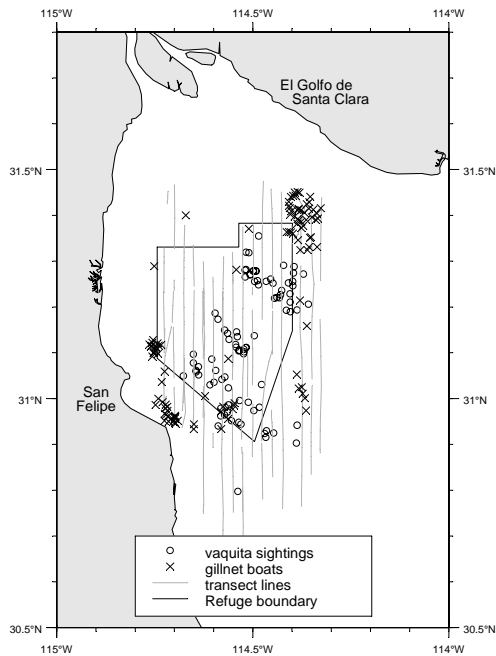 115°W
114.5°W
114°W
El Golfo de
Santa Clara
31.5°N
31.5°N
San
Felipe
31°N
31°N
vaquita sightings
gillnet boats
transect lines
Refuge boundary
30.5°N
30.5°N
115°W
114.5°W
114°W